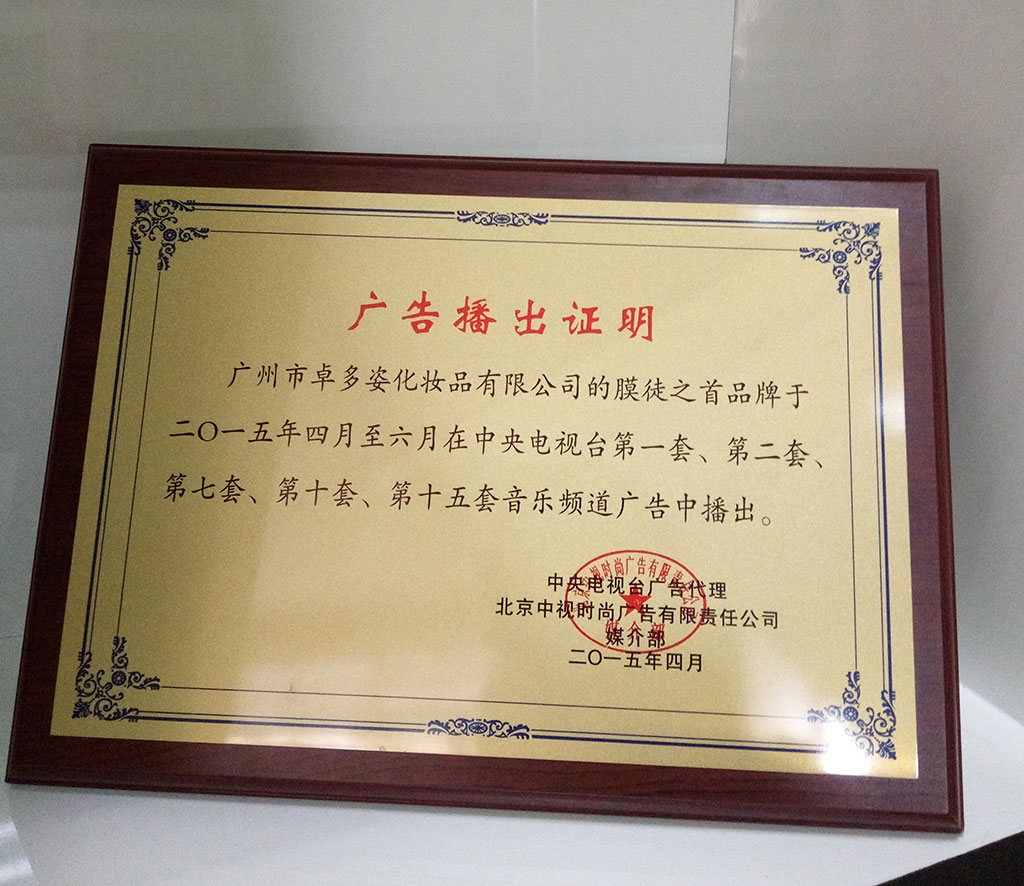 广告播出证明
广州市卓多姿化妆品有限公司的膜徒之首品牌于
二〇一五年四月至六月在中央电视台第一套、第二套、
第七套、第十套、第十五套音乐频道广告中播出。
中央电视台广告代理
北京中视时尚广告有限责任公司
媒介部
二〇一五年四月